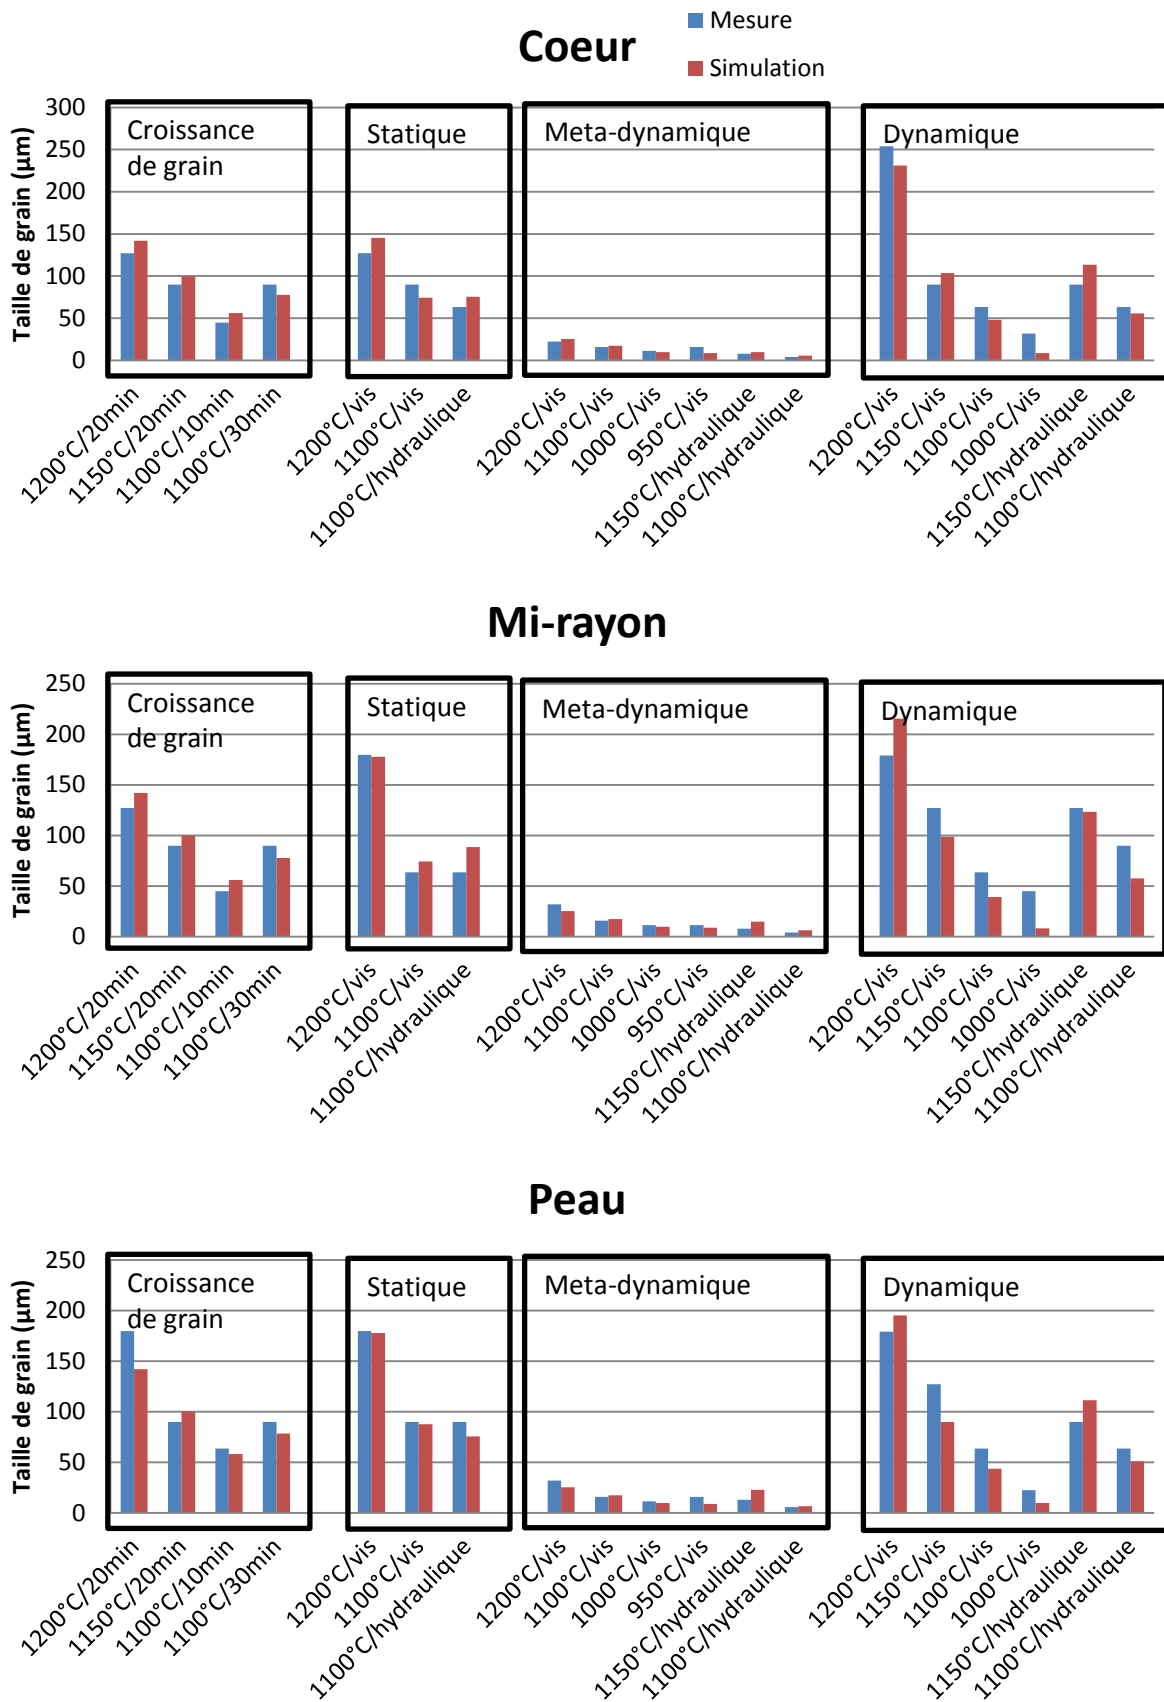 Mesure
Coeur
Simulation
Taille de grain (µm)
300
250
200
150
100
50
0
Croissance
de grain
Statique
Meta-dynamique
Dynamique
1200°C/20min
1150°C/20min
1100°C/10min
1100°C/30min
1200°C/vis
1100°C/vis
1100°C/hydraulique
1200°C/vis
1100°C/vis
1000°C/vis
950°C/vis
1150°C/hydraulique
1100°C/hydraulique
1200°C/vis
1150°C/vis
1100°C/vis
1000°C/vis
1150°C/hydraulique
1100°C/hydraulique
Mi-rayon
Taille de grain (µm)
250
200
150
100
50
0
Croissance
de grain
Statique
Meta-dynamique
Dynamique
1200°C/20min
1150°C/20min
1100°C/10min
1100°C/30min
1200°C/vis
1100°C/vis
1100°C/hydraulique
1200°C/vis
1100°C/vis
1000°C/vis
950°C/vis
1150°C/hydraulique
1100°C/hydraulique
1200°C/vis
1150°C/vis
1100°C/vis
1000°C/vis
1150°C/hydraulique
1100°C/hydraulique
Peau
Taille de grain (µm)
250
200
150
100
50
0
Croissance
de grain
Statique
Meta-dynamique
Dynamique
1200°C/20min
1150°C/20min
1100°C/10min
1100°C/30min
1200°C/vis
1100°C/vis
1100°C/hydraulique
1200°C/vis
1100°C/vis
1000°C/vis
950°C/vis
1150°C/hydraulique
1100°C/hydraulique
1200°C/vis
1150°C/vis
1100°C/vis
1000°C/vis
1150°C/hydraulique
1100°C/hydraulique